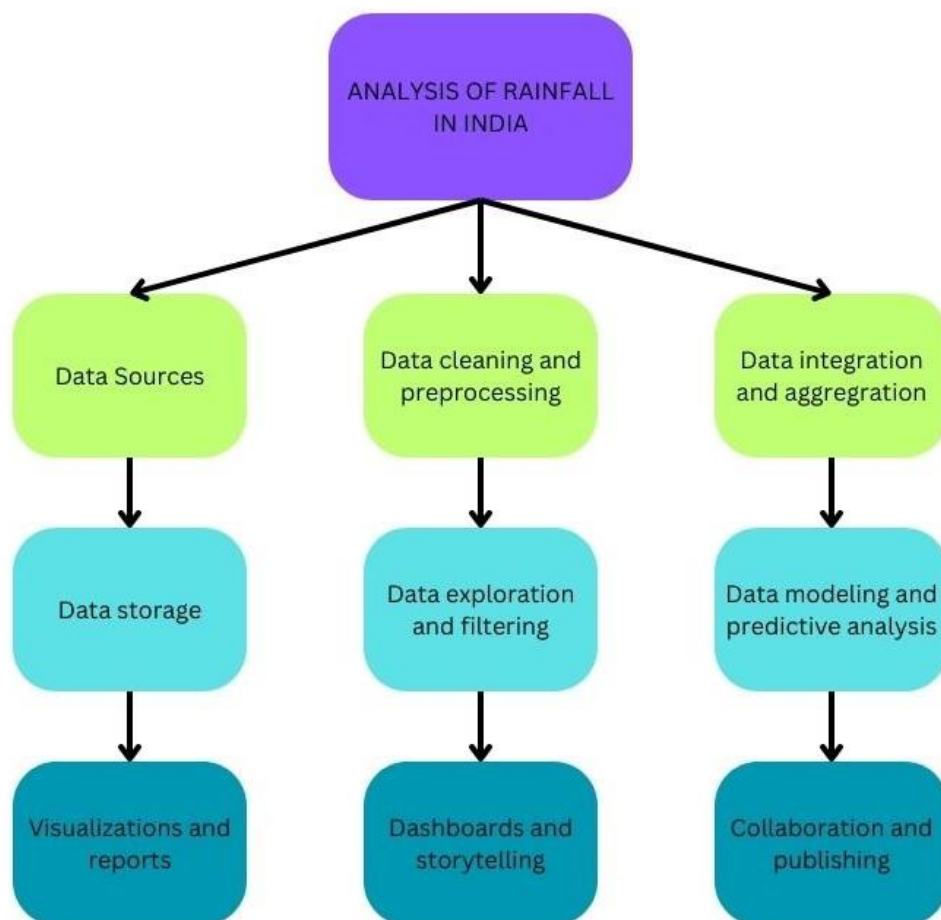 ANALYSIS OF RAINFALL
IN INDIA
Data Sources
Data cleaning and
preprocessing
Data integration
and aggregration
Data storage
Data exploration
and filtering
Data modeling and
predictive analysis
Visualizations and
reports
Dashboards and
storytelling
Collaboration and
publishing